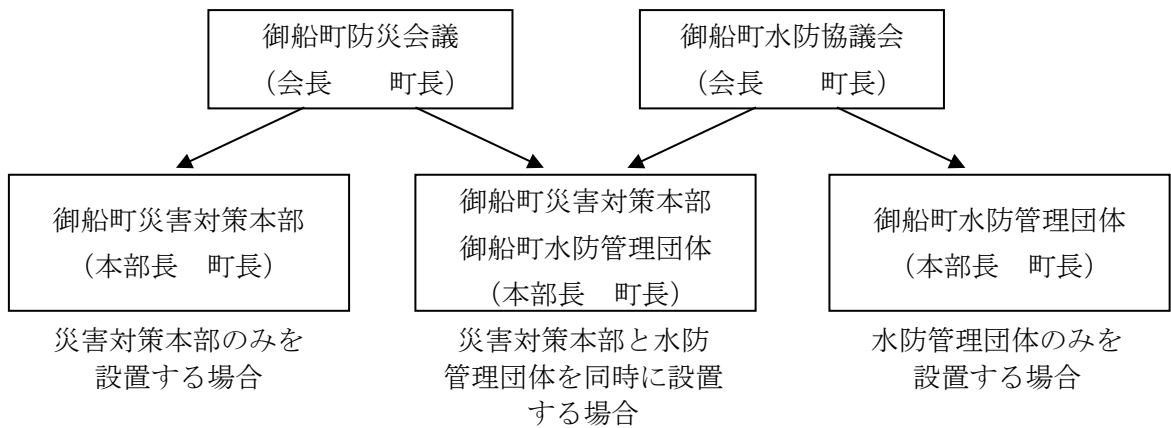 御船町防災会議
（会長　　町長）
御船町水防協議会
（会長　　町長）
御船町災害対策本部
（本部長　町長）
御船町災害対策本部
御船町水防管理団体
（本部長　町長）
御船町水防管理団体
（本部長　町長）
災害対策本部のみを
設置する場合
災害対策本部と水防
管理団体を同時に設置
する場合
水防管理団体のみを
設置する場合